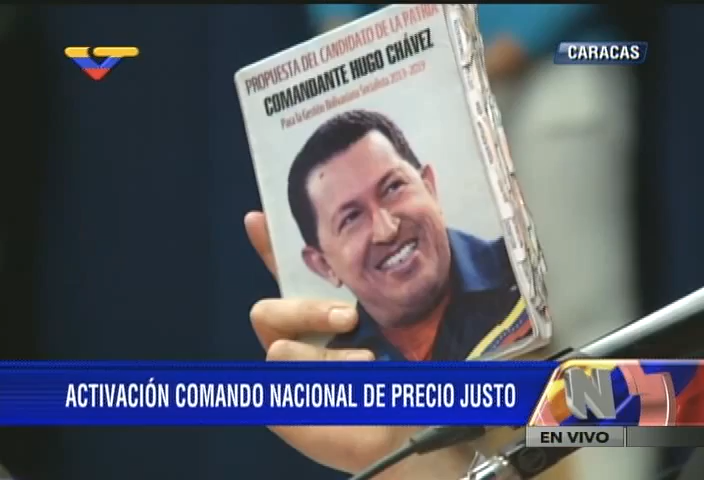 PROPUESTA DEL CANDIDATO DE LA PATRIA
COMANDANTE HUGO CHÁVEZ
Para la Gestión Bolivariana Socialista 2013-2019
CARACAS
ACTIVACIÓN COMANDO NACIONAL DE PRECIO JUSTO
N
EN VIVO